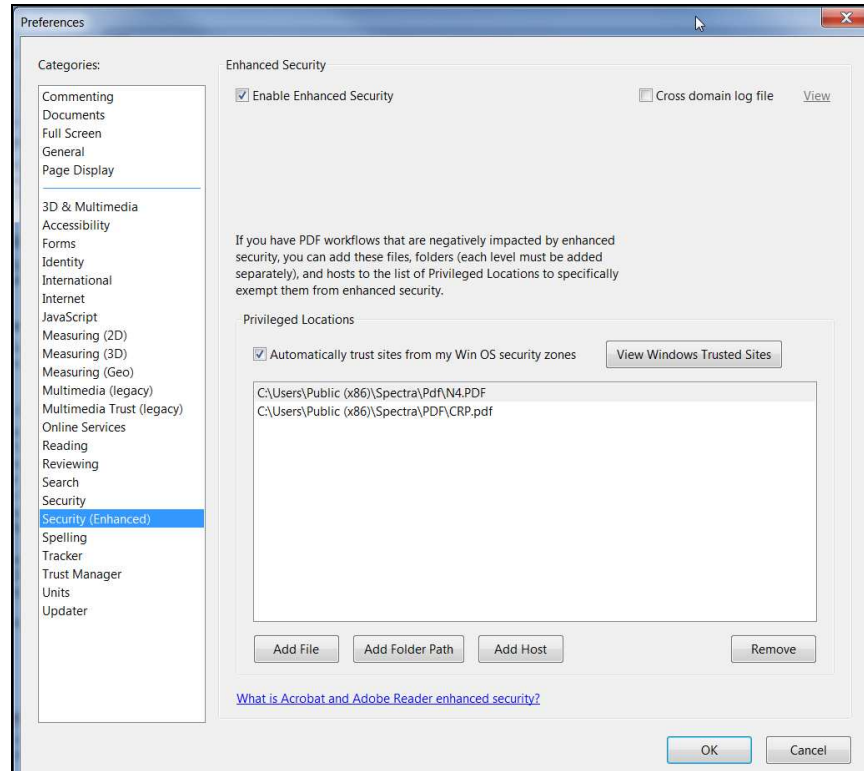 Preferences
Categories:
Commenting
Documents
Full Screen
General
Page Display
3D & Multimedia
Accessibility
Forms
Identity
International
Internet
JavaScript
Measuring (2D)
Measuring (3D)
Measuring (Geo)
Multimedia (legacy)
Multimedia Trust (legacy)
Online Services
Reading
Reviewing
Search
Security
Security (Enhanced)
Spelling
Tracker
Trust Manager
Units
Updater
Enhanced Security
Enable Enhanced Security
Cross domain log file
View
If you have PDF workflows that are negatively impacted by enhanced
security, you can add these files, folders (each level must be added
separately), and hosts to the list of Privileged Locations to specifically
exempt them from enhanced security.
Privileged Locations
Automatically trust sites from my Win OS security zones
View Windows Trusted Sites
C:\Users\Public (x86)\Spectra\Pdf\N4.PDF
C:\Users\Public (x86)\Spectra\PDF\CRP.pdf
Add File
Add Folder Path
Add Host
Remove
What is Acrobat and Adobe Reader enhanced security?
OK
Cancel